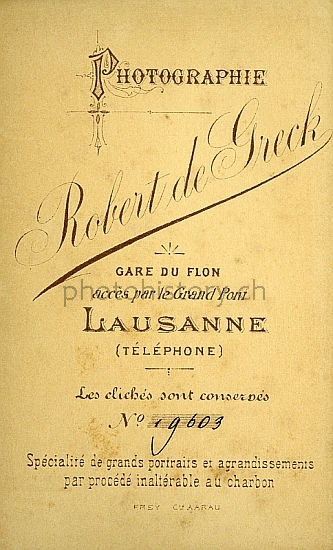 PHOTOGRAPHIE
Robert de Greck
GARE DU FLON
accès par le Grand Pont
photohistory.ch
LAUSANNE
(TÉLÉPHONE)
Les clichés sont conservés
No 19603
Spécialité de grands portraits et agrandissements
par procédé inaltérable au charbon
FREY AARAU